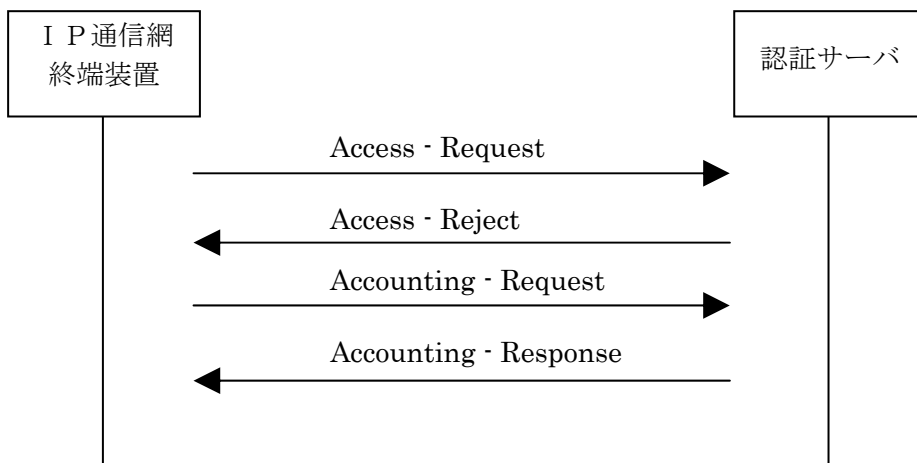 ＩＰ通信網
終端装置
認証サーバ
Access - Request
Access - Reject
Accounting - Request
Accounting - Response